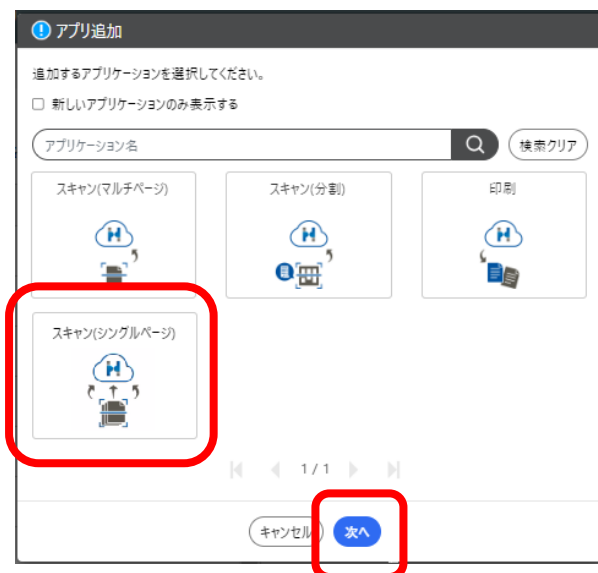 アプリ追加
追加するアプリケーションを選択してください。
新しいアプリケーションのみ表示する
アプリケーション名
検索クリア
スキャン(マルチページ) スキャン(分割) 印刷
スキャン(シングルページ)
1 / 1
キャンセル 次へ